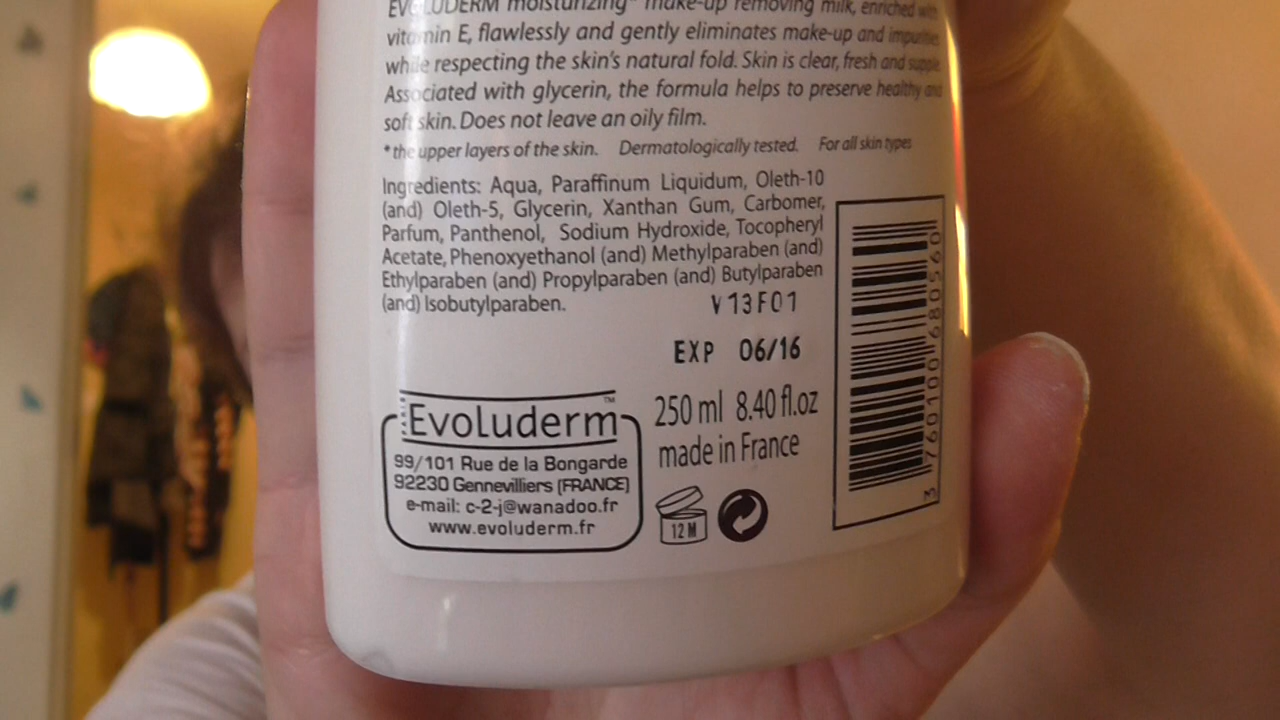 EVOLUDERM moisturizing* make-up removing milk, enriched with
vitamin E, flawlessly and gently eliminates make-up and impurities
while respecting the skin's natural fold. Skin is clear, fresh and supple.
Associated with glycerin, the formula helps to preserve healthy and
soft skin. Does not leave an oily film.
*the upper layers of the skin. Dermatologically tested. For all skin types
Ingredients: Aqua, Paraffinum Liquidum, Oleth-10
(and) Oleth-5, Glycerin, Xanthan Gum, Carbomer,
Parfum, Panthenol, Sodium Hydroxide, Tocopheryl
Acetate, Phenoxyethanol (and) Methylparaben (and)
Ethylparaben (and) Propylparaben (and) Butylparaben
(and) Isobutylparaben.
V13F01
EXP 06/16
250 ml 8.40 fl.oz
made in France
EvoLuderm™
99/101 Rue de la Bongarde
92230 Gennevilliers (FRANCE)
e-mail: c-2-j@wanadoo.fr
www.evoluderm.fr
12 M
3 760100 680560